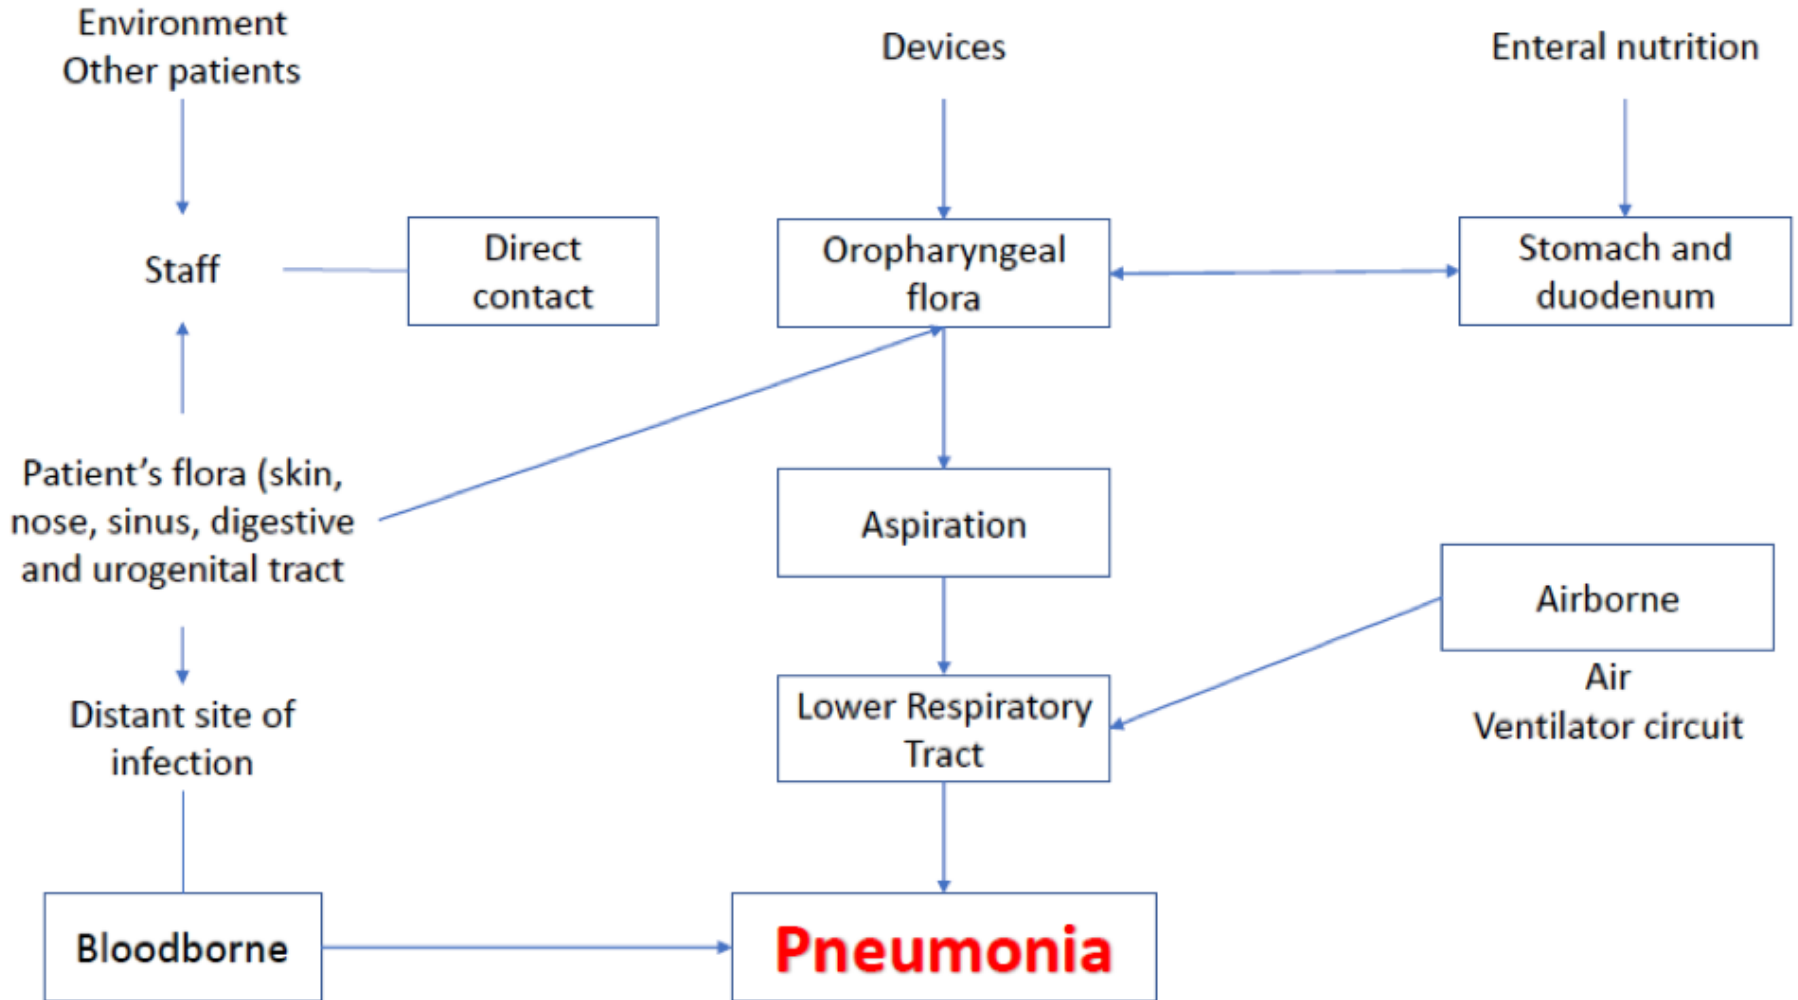 Environment
Other patients
Devices
Enteral nutrition
Staff
Direct
contact
Oropharyngeal
flora
Stomach and
duodenum
Patient’s flora (skin,
nose, sinus, digestive
and urogenital tract
Aspiration
Airborne
Air
Ventilator circuit
Lower Respiratory
Tract
Distant site of
infection
Bloodborne
Pneumonia